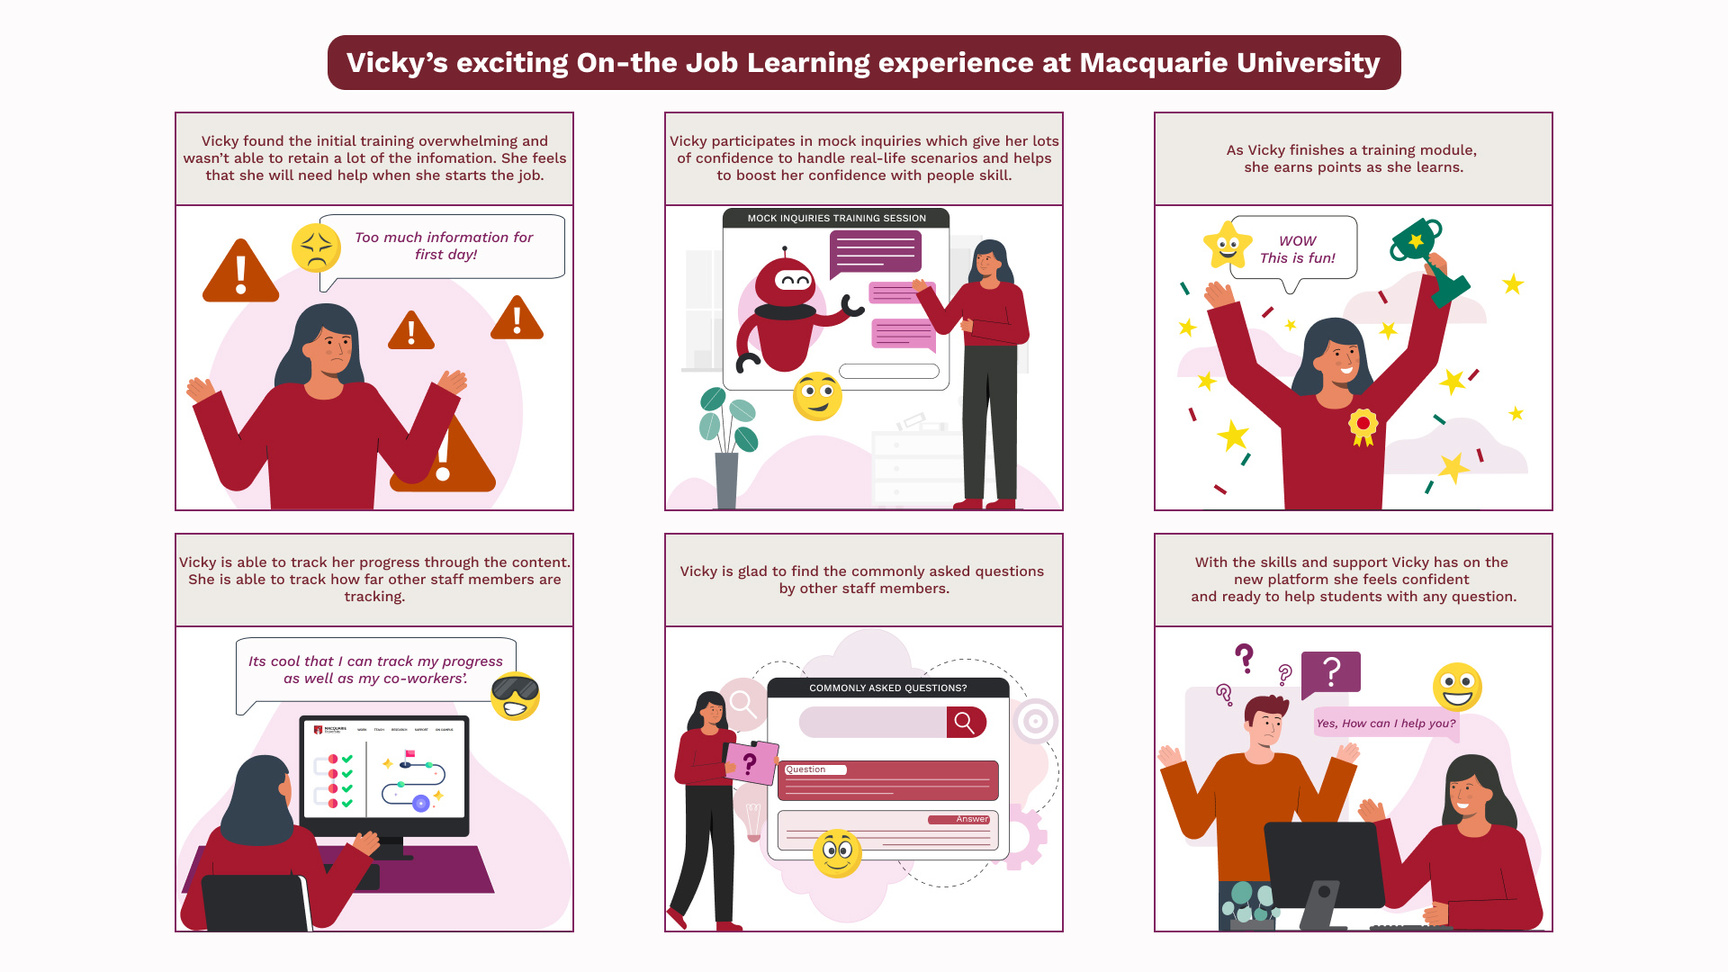 Vicky’s exciting On-the Job Learning experience at Macquarie University
Vicky found the initial training overwhelming and
wasn’t able to retain a lot of the infomation. She feels
that she will need help when she starts the job.
Too much information for
first day!
Vicky participates in mock inquiries which give her lots
of confidence to handle real-life scenarios and helps
to boost her confidence with people skill.
MOCK INQUIRIES TRAINING SESSION
As Vicky finishes a training module,
she earns points as she learns.
WOW
This is fun!
Vicky is able to track her progress through the content.
She is able to track how far other staff members are
tracking.
Its cool that I can track my progress
as well as my co-workers’.
MACQUARIE
Vicky is glad to find the commonly asked questions
by other staff members.
COMMONLY ASKED QUESTIONS?
?
Question
Answer
With the skills and support Vicky has on the
new platform she feels confident
and ready to help students with any question.
? ? ? ?
Yes, How can I help you?